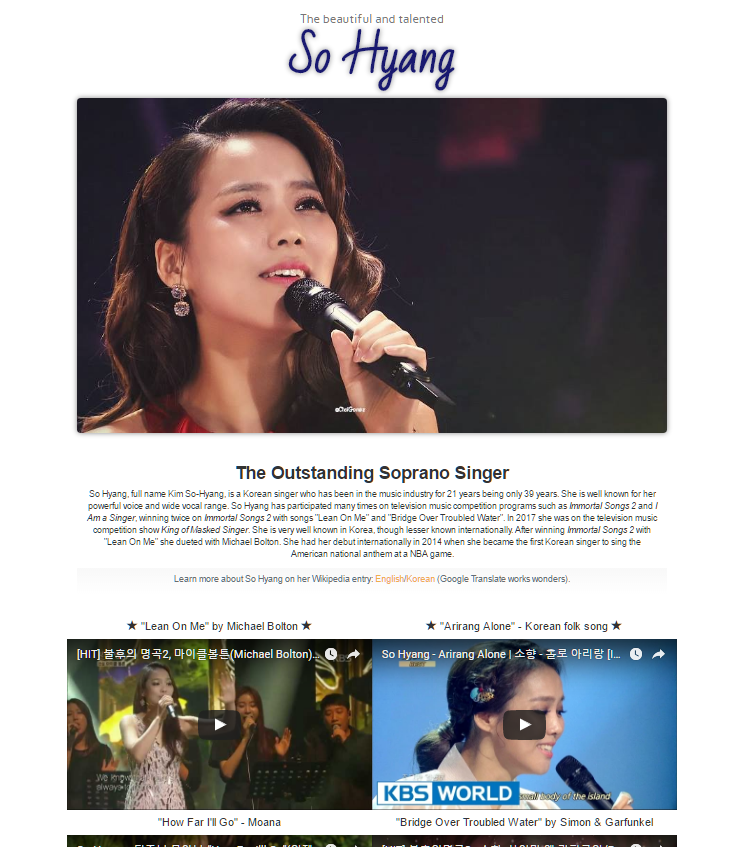 The beautiful and talented
So Hyang
The Outstanding Soprano Singer
So Hyang, full name Kim So-Hyang, is a Korean singer who has been in the music industry for 21 years being only 39 years. She is well known for her
powerful voice and wide vocal range. So Hyang has participated many times on television music competition programs such as Immortal Songs 2 and I
Am a Singer, winning twice on Immortal Songs 2 with songs "Lean On Me" and "Bridge Over Troubled Water". In 2017 she was on the television music
competition show King of Masked Singer. She is very well known in Korea, though lesser known internationally. After winning Immortal Songs 2 with
"Lean On Me" she dueted with Michael Bolton. She had her debut internationally in 2014 when she became the first Korean singer to sing the
American national anthem at a NBA game.
Learn more about So Hyang on her Wikipedia entry: English/Korean (Google Translate works wonders).
★ "Lean On Me" by Michael Bolton ★
★ "Arirang Alone" - Korean folk song ★
[HIT] 불후의 명곡2, 마이클볼튼(Michael Bolton)...
So Hyang - Arirang Alone | 소향 - 홀로 아리랑 [I...
KBS WORLD
small body of the island
"How Far I'll Go" - Moana
"Bridge Over Troubled Water" by Simon & Garfunkel